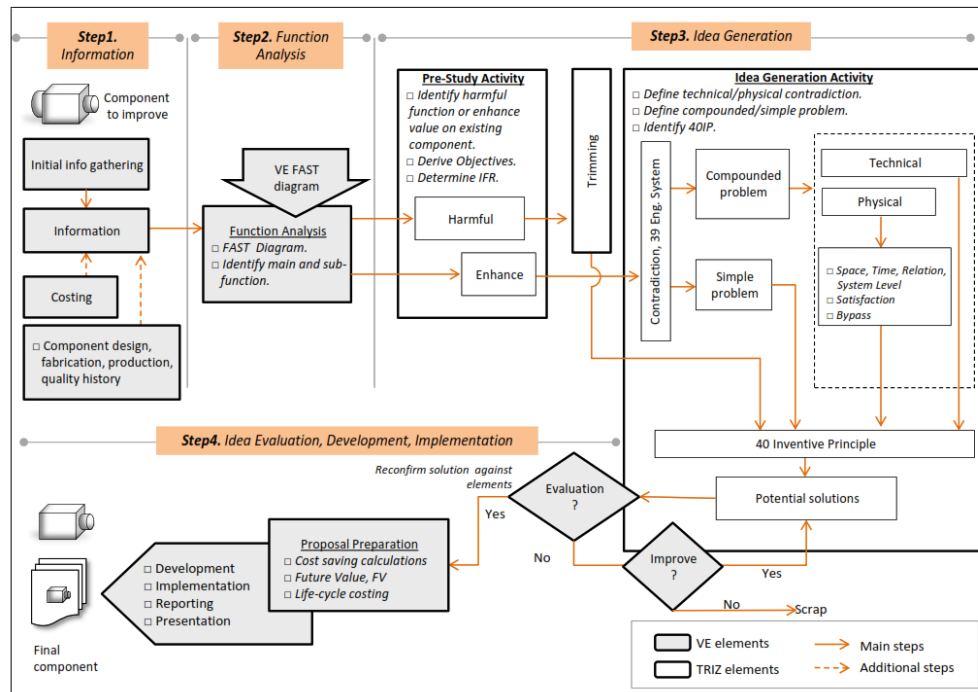 Step1.
Information
Step2. Function
Analysis
Step3. Idea Generation
Component
to improve
Initial info gathering
Information
Costing
□ Component design,
fabrication, production,
quality history
VE FAST
diagram
Function Analysis
□ FAST Diagram.
□ Identify main and sub-
function.
Pre-Study Activity
□ Identify harmful
function or enhance
value on existing
component.
□ Derive Objectives.
□ Determine IFR.
Harmful
Enhance
Trimming
Idea Generation Activity
□ Define technical/physical contradiction.
□ Define compounded/simple problem.
□ Identify 40IP.
Contradiction, 39 Eng. System
Compounded
problem
Simple
problem
Technical
Physical
□ Space, Time, Relation,
System Level
□ Satisfaction
□ Bypass
40 Inventive Principle
Potential solutions
Step4. Idea Evaluation, Development, Implementation
Reconfirm solution against
elements
Evaluation
?
Yes
No
Improve
?
Yes
No
Scrap
Proposal Preparation
□ Cost saving calculations
□ Future Value, FV
□ Life-cycle costing
□ Development
□ Implementation
□ Reporting
□ Presentation
Final
component
VE elements
TRIZ elements
Main steps
Additional steps